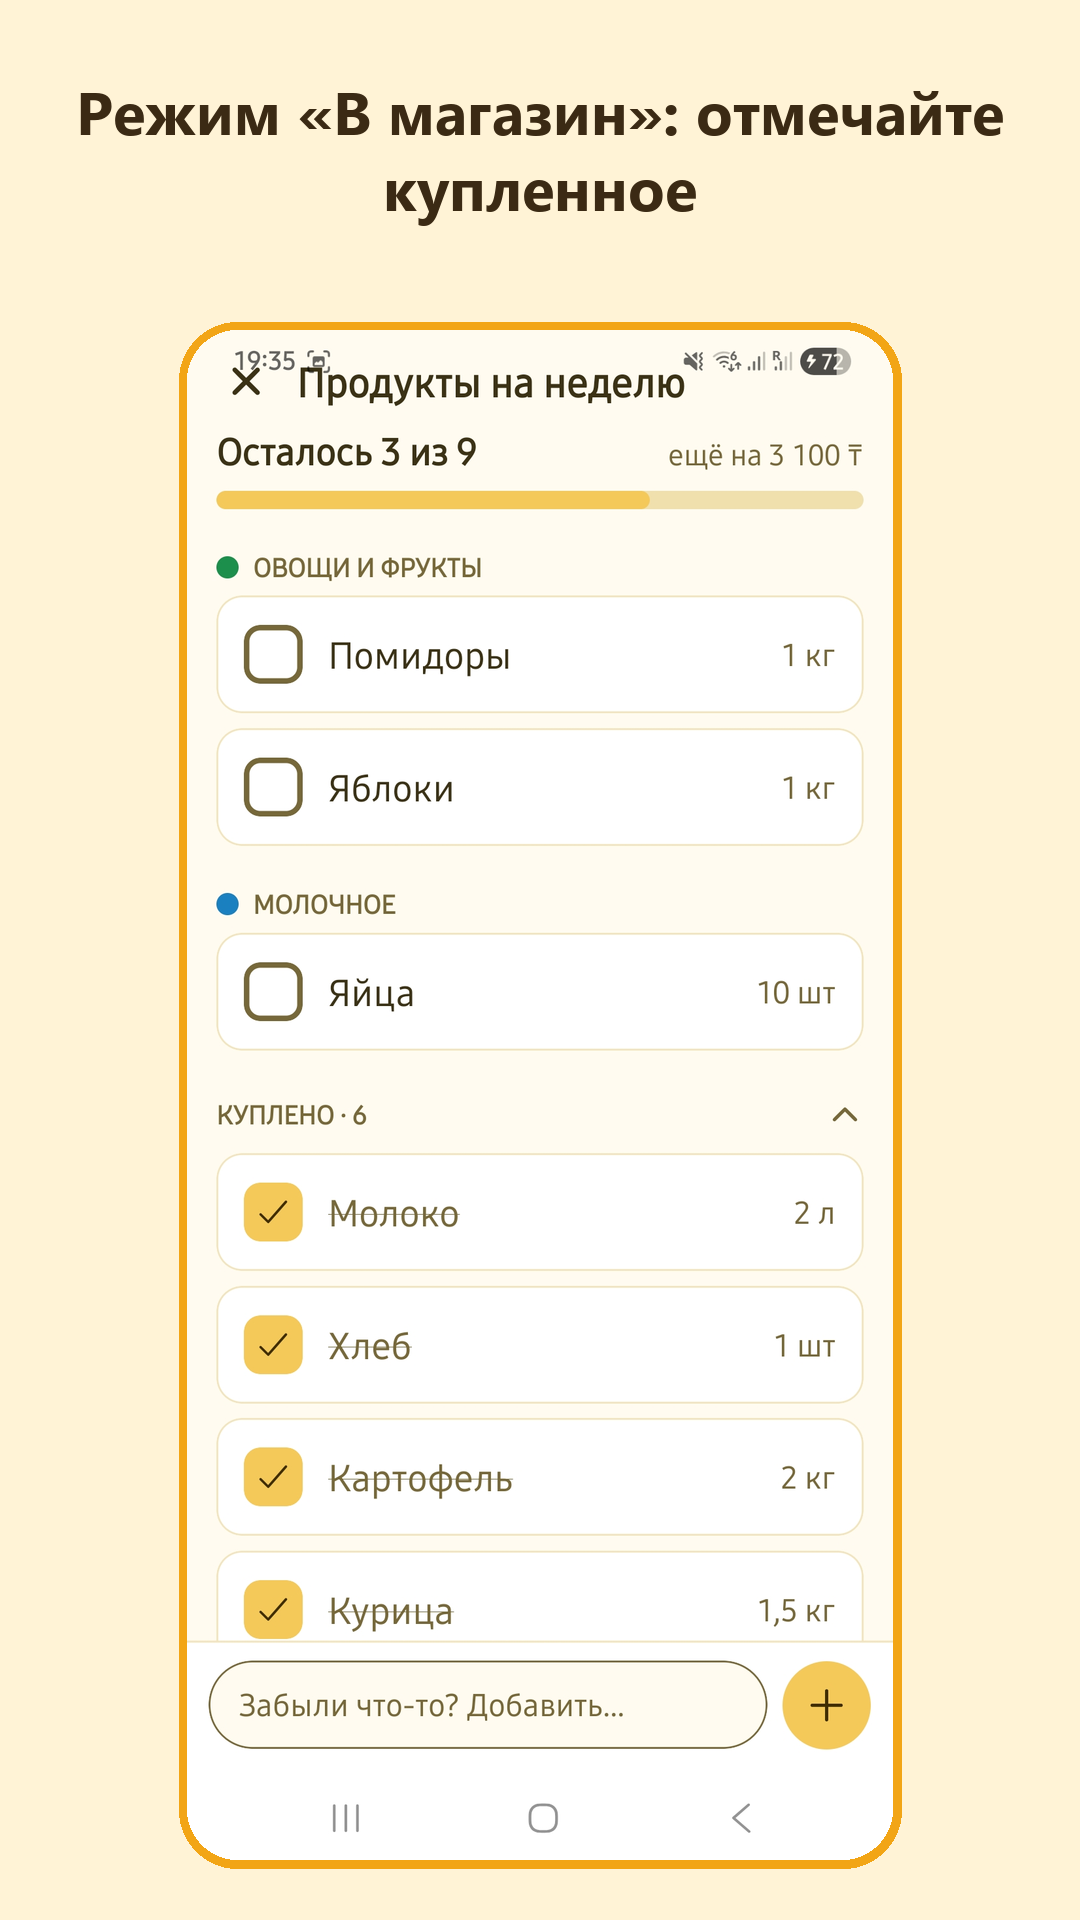 Режим «В магазин»: отмечайте
купленное
19:35
6
R
72
Продукты на неделю
Осталось 3 из 9
ещё на 3 100 ₸
ОВОЩИ И ФРУКТЫ
Помидоры
1 кг
Яблоки
1 кг
МОЛОЧНОЕ
Яйца
10 шт
КУПЛЕНО · 6
Молоко
2 л
Хлеб
1 шт
Картофель
2 кг
Курица
1,5 кг
Забыли что-то? Добавить...